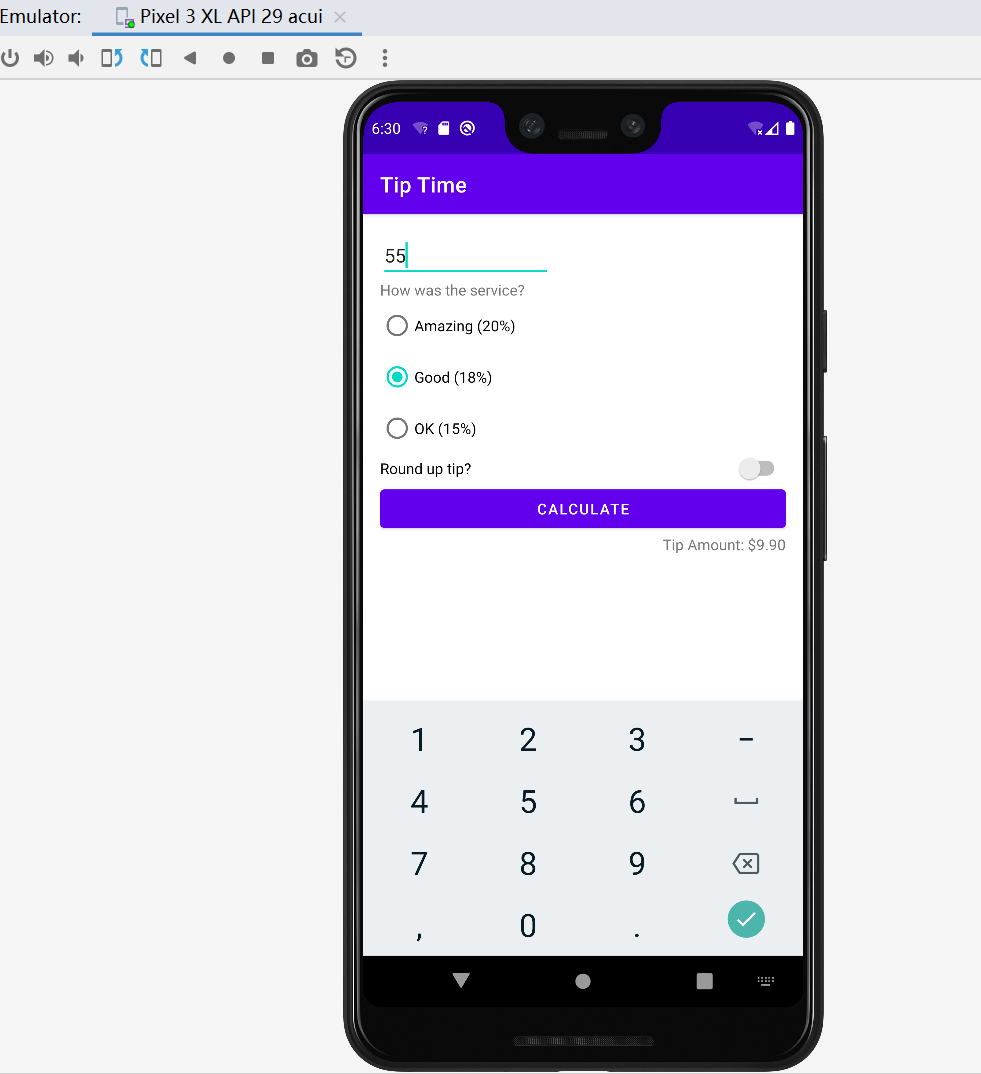 Emulator: Pixel 3 XL API 29 acui
6:30
Tip Time
55
How was the service?
Amazing (20%)
Good (18%)
OK (15%)
Round up tip?
CALCULATE
Tip Amount: $9.90
1 2 3 -
4 5 6
7 8 9
, 0 .